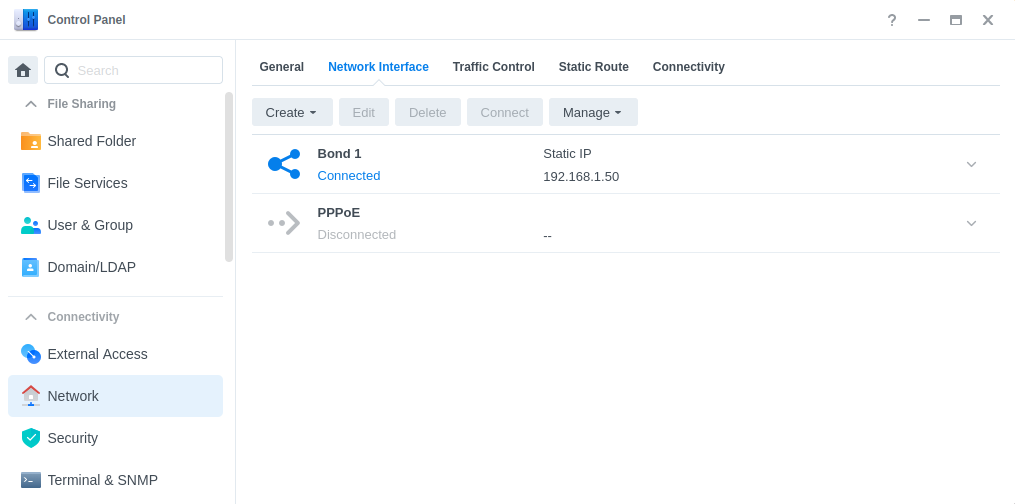 Control Panel
?
Search
File Sharing
Shared Folder
File Services
User & Group
Domain/LDAP
Connectivity
External Access
Network
Security
Terminal & SNMP
General Network Interface Traffic Control Static Route Connectivity
Create Edit Delete Connect Manage
Bond 1 Static IP
Connected 192.168.1.50
PPPoE
Disconnected --